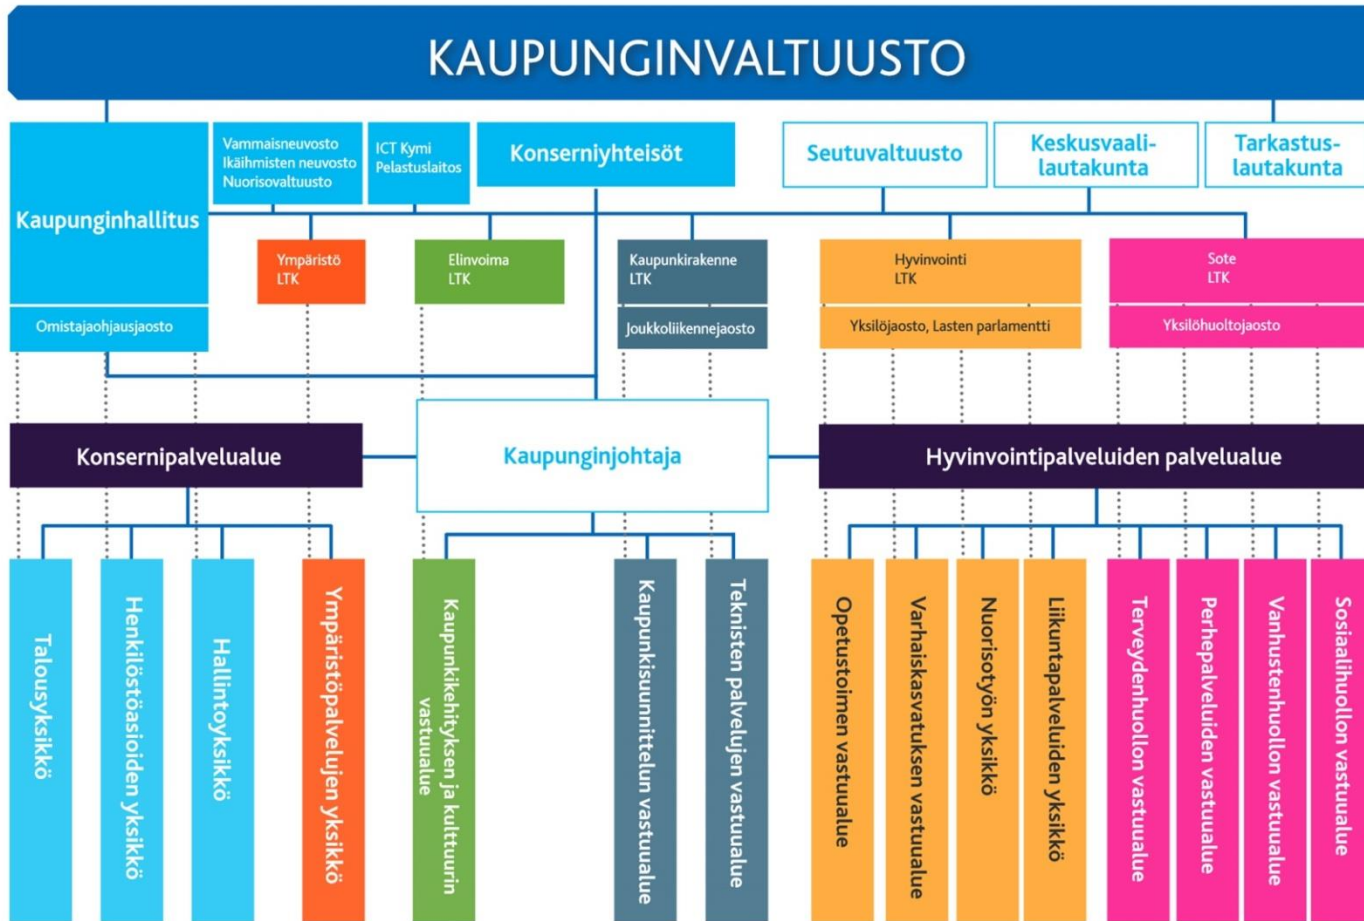 KAUPUNGINVALTUUSTO
Kaupunginhallitus
Omistajaohjausjaosto
Vammaisneuvosto
Ikäihmisten neuvosto
Nuorisovaltuusto
ICT Kymi
Pelastuslaitos
Konserniyhteisöt
Seutuvaltuusto
Keskusvaali-
lautakunta
Tarkastus-
lautakunta
Ympäristö
LTK
Elinvoima
LTK
Kaupunkirakenne
LTK
Joukkoliikennejaosto
Hyvinvointi
LTK
Yksilöjaosto, Lasten parlamentti
Sote
LTK
Yksilöhuoltojaosto
Konsernipalvelualue
Kaupunginjohtaja
Hyvinvointipalveluiden palvelualue
Talousyksikkö
Henkilöstöasioiden yksikkö
Hallintoyksikkö
Ympäristöpalvelujen yksikkö
Kaupunkikehityksen ja kulttuurin
vastuualue
Kaupunkisuunnittelun vastuualue
Teknisten palvelujen vastuualue
Opetustoimen vastuualue
Varhaiskasvatuksen vastuualue
Nuorisotyön yksikkö
Liikuntapalveluiden yksikkö
Terveydenhuollon vastuualue
Perhepalveluiden vastuualue
Vanhustenhuollon vastuualue
Sosiaalihuollon vastuualue